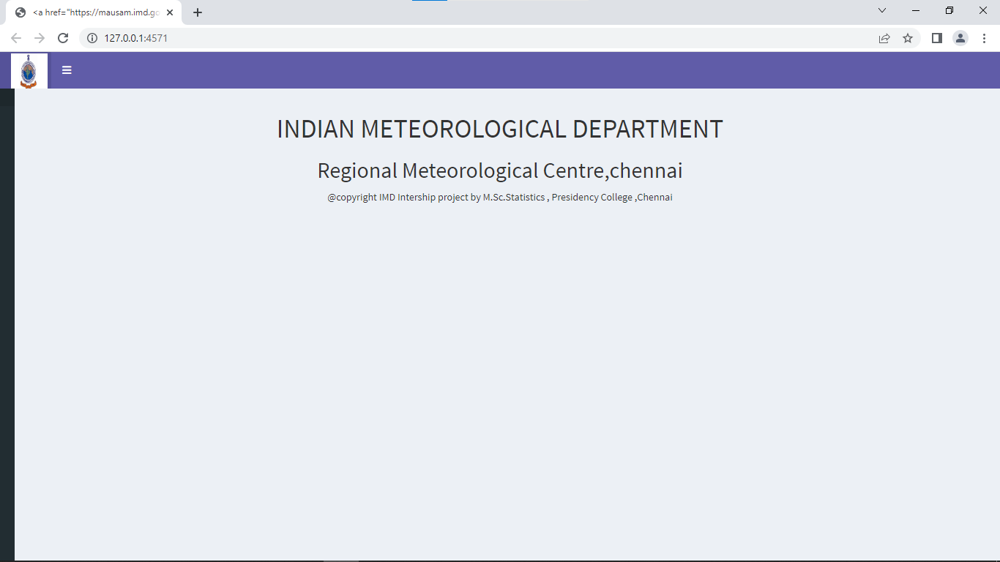 <a href="https://mausam.imd.go
127.0.0.1:4571
INDIAN METEOROLOGICAL DEPARTMENT
Regional Meteorological Centre,chennai
@copyright IMD Intership project by M.Sc.Statistics , Presidency College ,Chennai